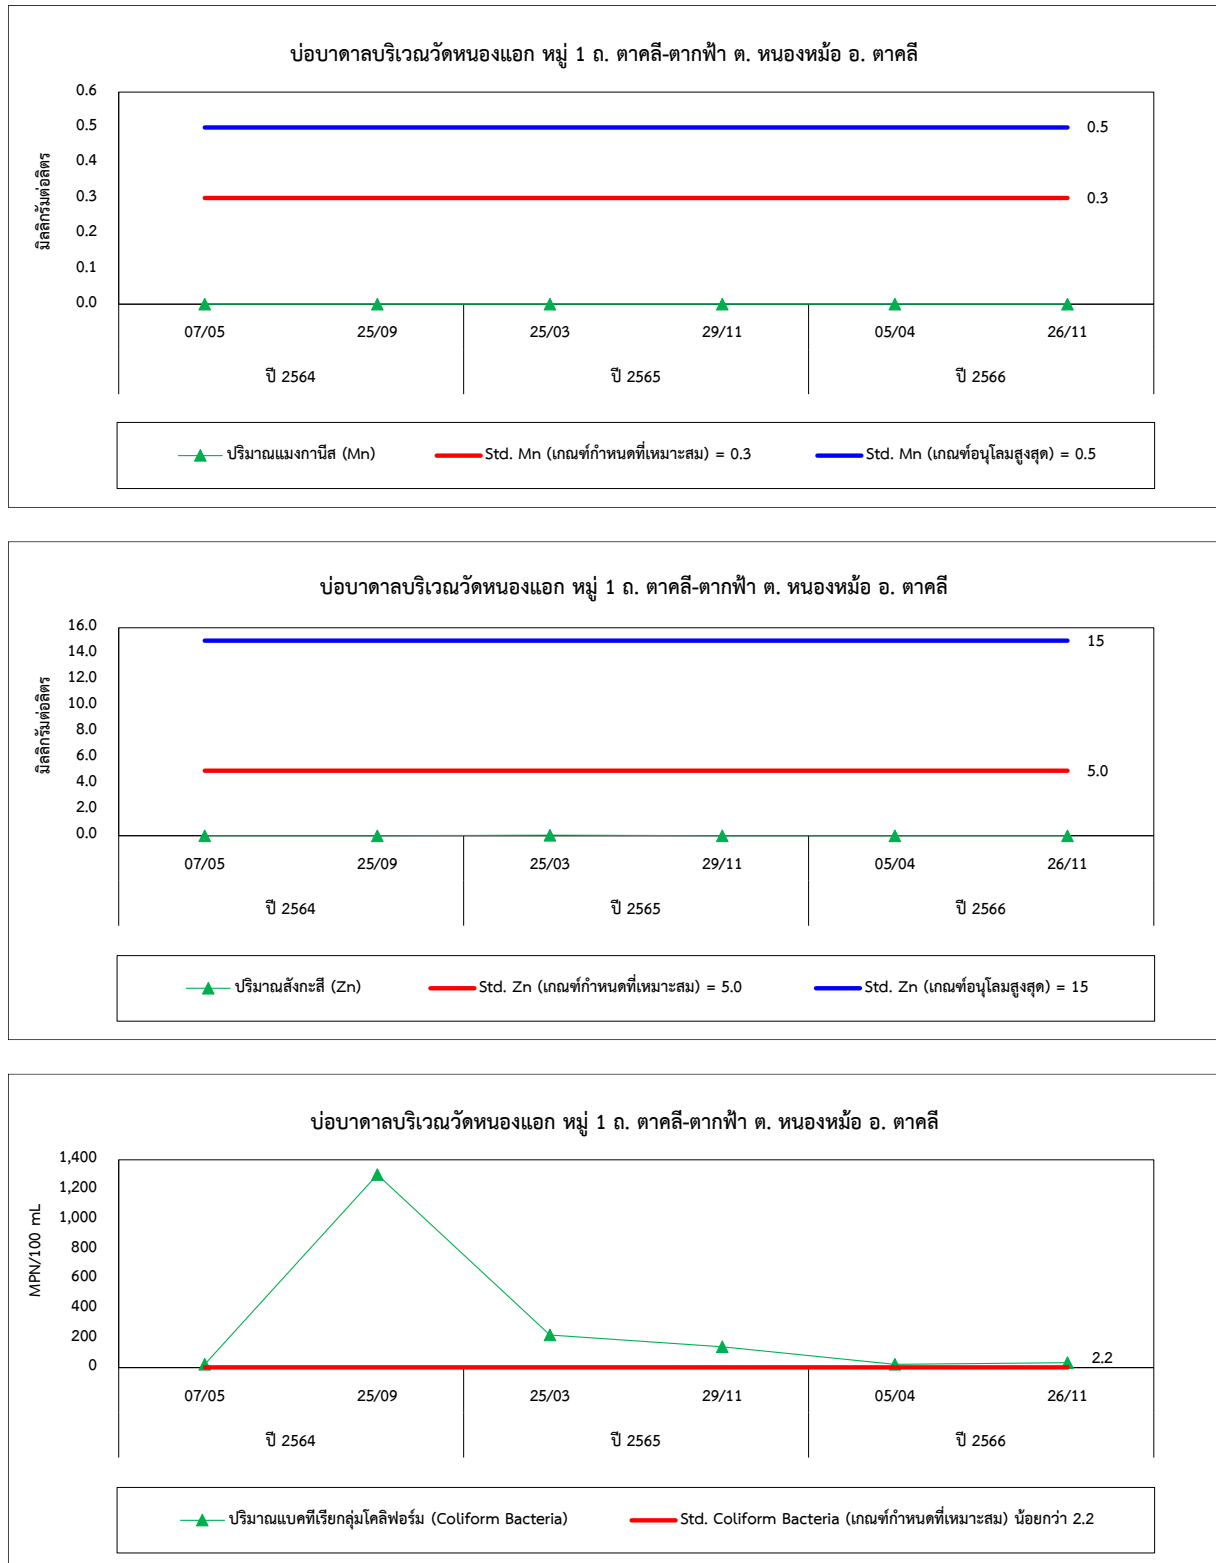 บ่อบาดาลบริเวณวัดหนองแอก หมู่ 1 ถ. ตาคลี-ตากฟ้า ต. หนองหม้อ อ. ตาคลี
มิลลิกรัมต่อลิตร
0.6
0.5
0.4
0.3
0.2
0.1
0.0
0.5
0.3
07/05 25/09 25/03 29/11 05/04 26/11
ปี 2564 ปี 2565 ปี 2566
ปริมาณแมงกานีส (Mn) Std. Mn (เกณฑ์กำหนดที่เหมาะสม) = 0.3 Std. Mn (เกณฑ์อนุโลมสูงสุด) = 0.5
บ่อบาดาลบริเวณวัดหนองแอก หมู่ 1 ถ. ตาคลี-ตากฟ้า ต. หนองหม้อ อ. ตาคลี
มิลลิกรัมต่อลิตร
16.0
14.0
12.0
10.0
8.0
6.0
4.0
2.0
0.0
15
5.0
07/05 25/09 25/03 29/11 05/04 26/11
ปี 2564 ปี 2565 ปี 2566
ปริมาณสังกะสี (Zn) Std. Zn (เกณฑ์กำหนดที่เหมาะสม) = 5.0 Std. Zn (เกณฑ์อนุโลมสูงสุด) = 15
บ่อบาดาลบริเวณวัดหนองแอก หมู่ 1 ถ. ตาคลี-ตากฟ้า ต. หนองหม้อ อ. ตาคลี
MPN/100 mL
1,400
1,200
1,000
800
600
400
200
0
2.2
07/05 25/09 25/03 29/11 05/04 26/11
ปี 2564 ปี 2565 ปี 2566
ปริมาณแบคทีเรียกลุ่มโคลิฟอร์ม (Coliform Bacteria) Std. Coliform Bacteria (เกณฑ์กำหนดที่เหมาะสม) น้อยกว่า 2.2